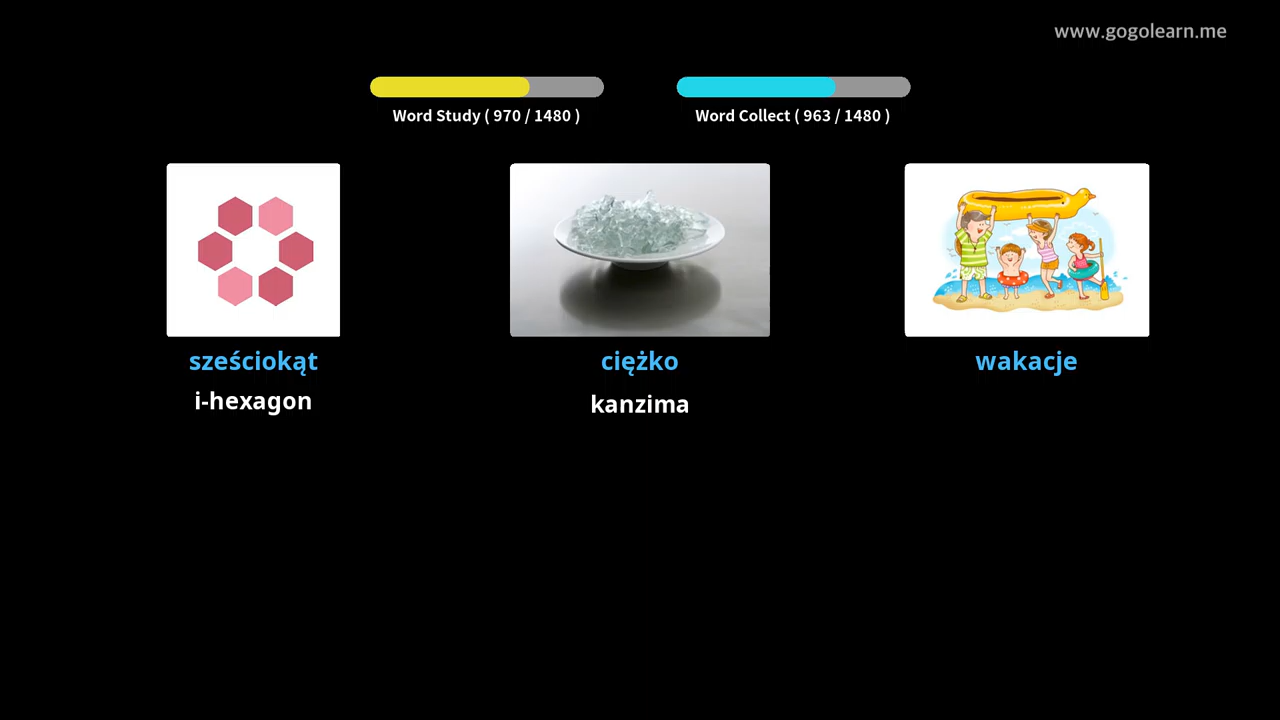 www.gogolearn.me
Word Study ( 970 / 1480 )
Word Collect ( 963 / 1480 )
sześciokąt
ciężko
wakacje
i-hexagon
kanzima